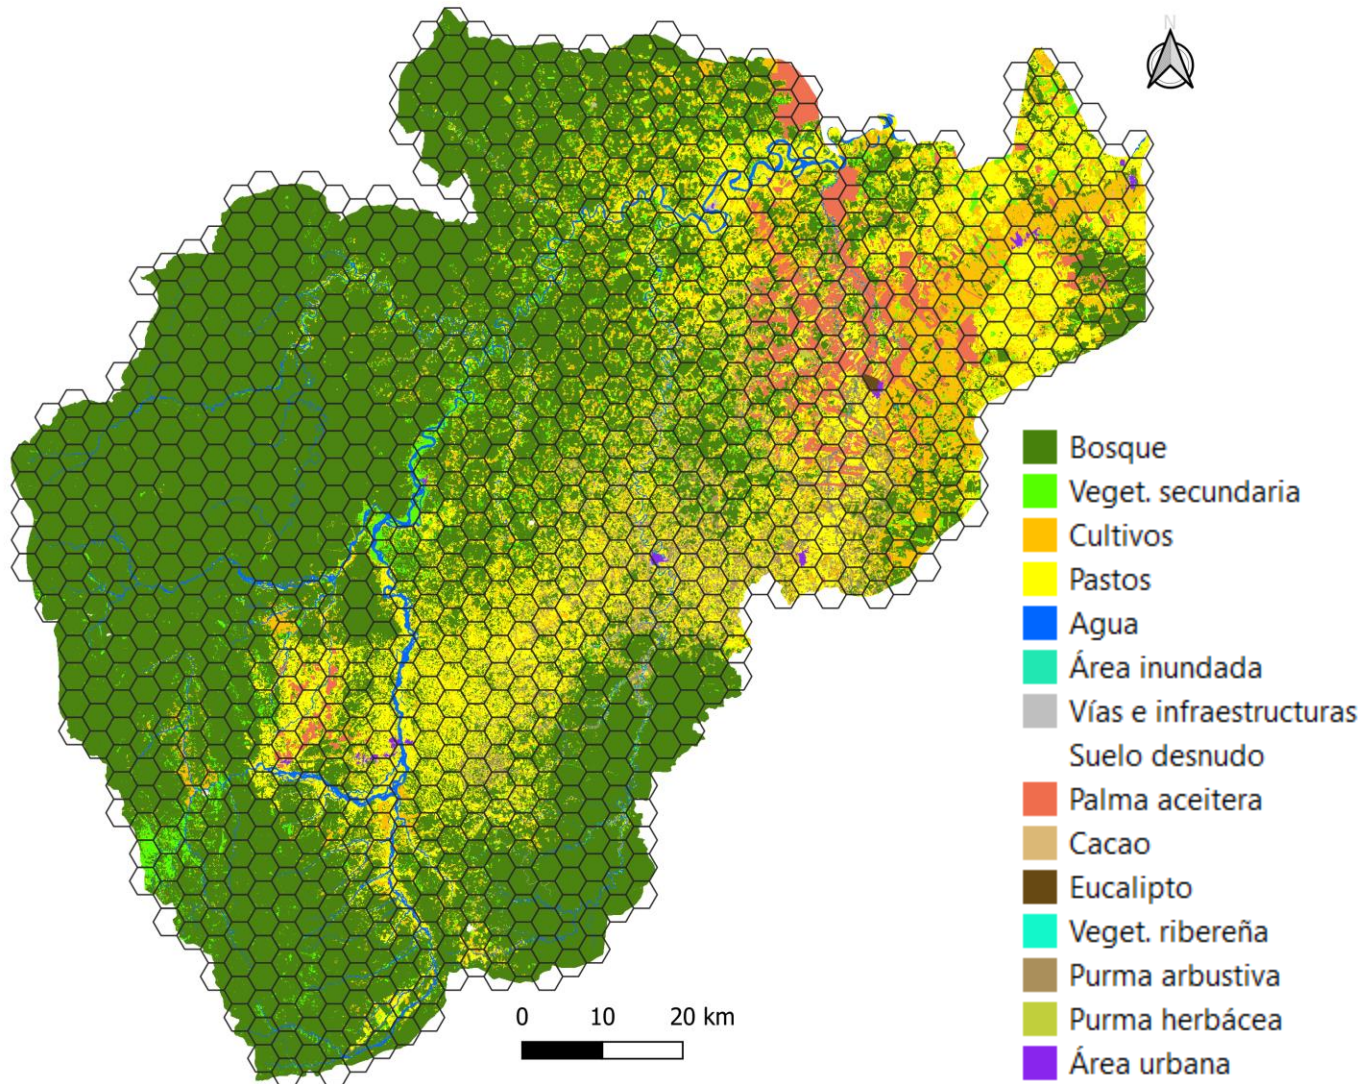 N
Bosque
Veget. secundaria
Cultivos
Pastos
Agua
Área inundada
Vías e infraestructuras
Suelo desnudo
Palma aceitera
Cacao
Eucalipto
Veget. ribereña
Purma arbustiva
Purma herbácea
Área urbana
0 10 20 km